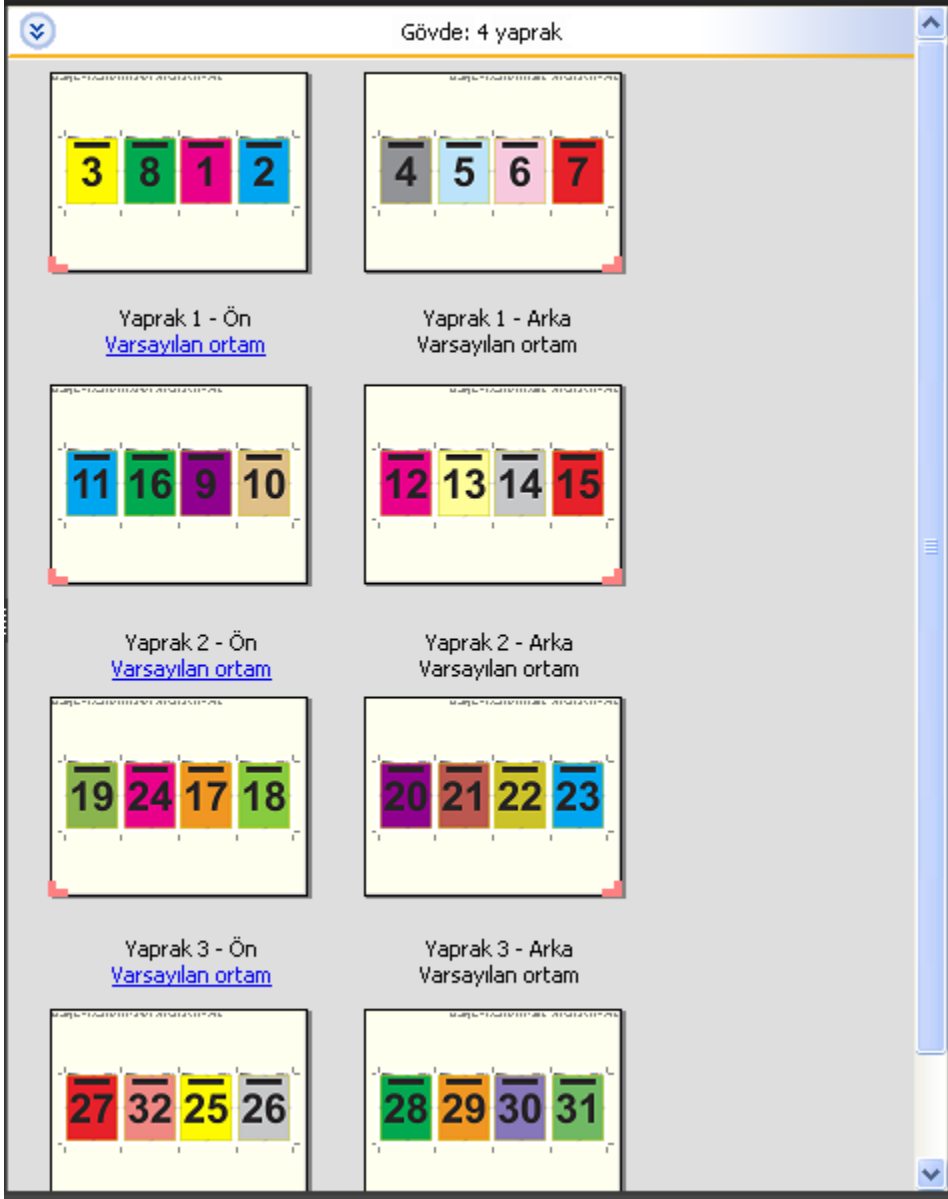 Gövde: 4 yaprak
3 8 1 2
4 5 6 7
Yaprak 1 - Ön
Varsayılan ortam
Yaprak 1 - Arka
Varsayılan ortam
11 16 9 10
12 13 14 15
Yaprak 2 - Ön
Varsayılan ortam
Yaprak 2 - Arka
Varsayılan ortam
19 24 17 18
20 21 22 23
Yaprak 3 - Ön
Varsayılan ortam
Yaprak 3 - Arka
Varsayılan ortam
27 32 25 26
28 29 30 31